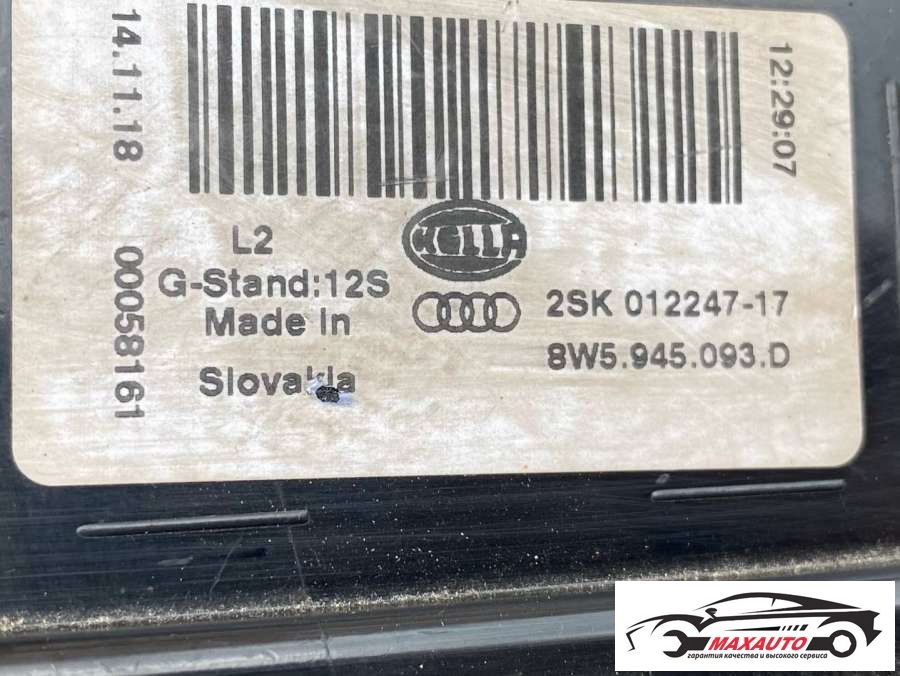 14.11.18
00058161
12:29:07
HELLA
L2
G-Stand:12S
Made In
Slovakia
2SK 012247-17
8W5.945.093.D
MAXAUTO
гарантия качества и высокого сервиса